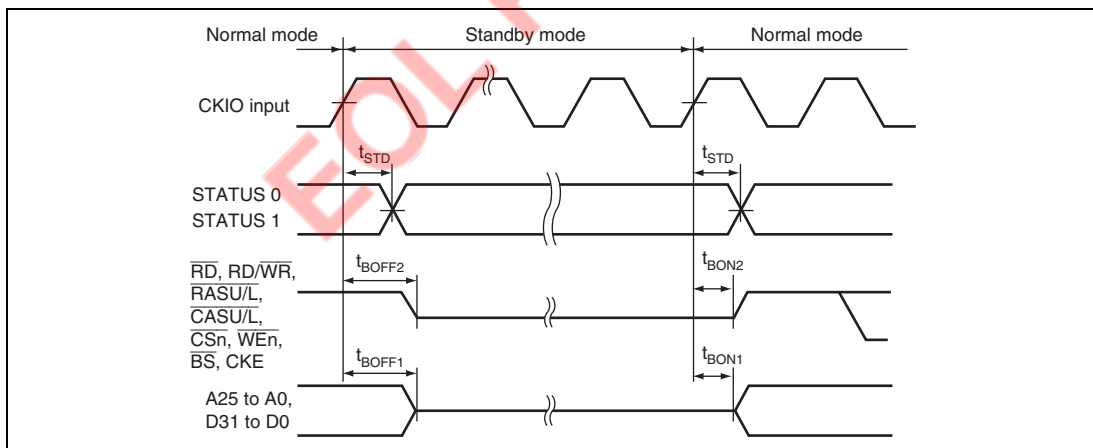 Normal mode Standby mode Normal mode
CKIO input
tSTD tSTD
STATUS 0
STATUS 1
tBOFF2 tBON2
RD, RD/WR,
RASU/L,
CASU/L,
CSn, WEn,
BS, CKE
tBOFF1 tBON1
A25 to A0,
D31 to D0
EOL